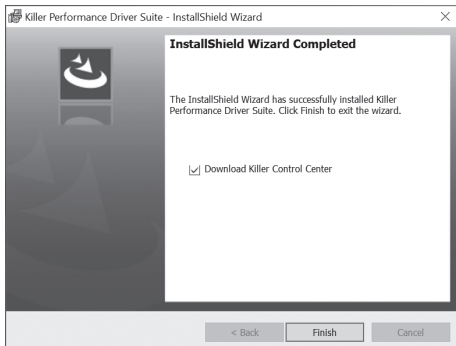 Killer Performance Driver Suite - InstallShield Wizard
InstallShield Wizard Completed
The InstallShield Wizard has successfully installed Killer
Performance Driver Suite. Click Finish to exit the wizard.
Download Killer Control Center
< Back
Finish
Cancel